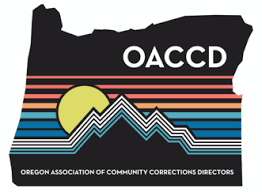 OACCD
OREGON ASSOCIATION OF COMMUNITY CORRECTIONS DIRECTORS